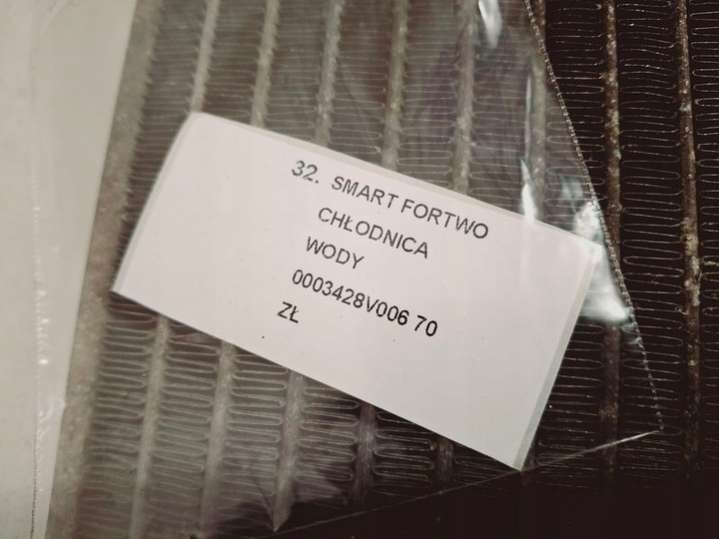 32. SMART FORTWO
CHŁODNICA
WODY
0003428V006 70
ZŁ